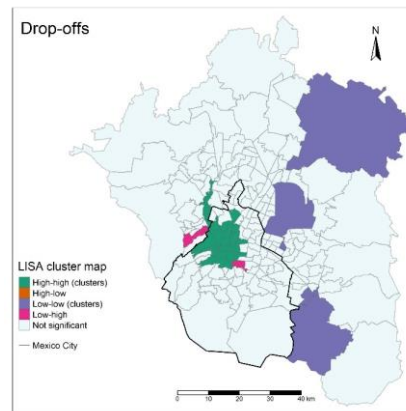 Drop-offs
N
LISA cluster map
High-high (clusters)
High-low
Low-low (clusters)
Low-high
Not significant
Mexico City
0 10 20 30 40 km